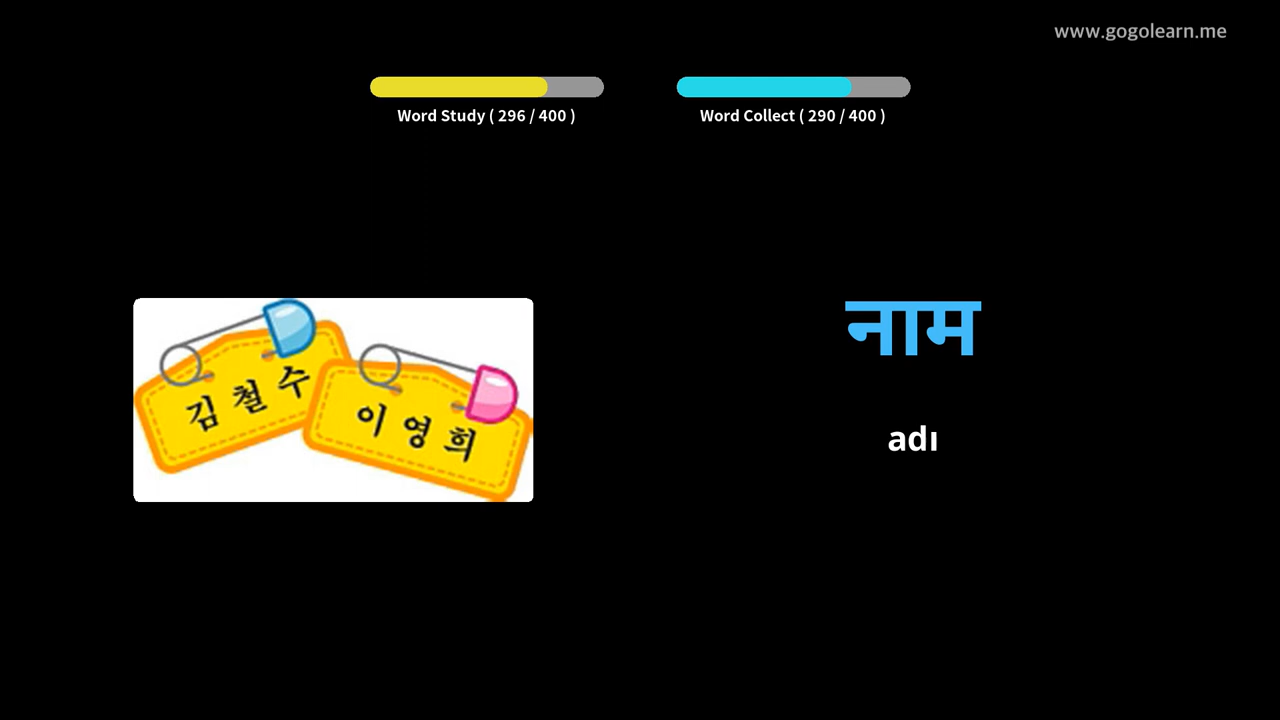 www.gogolearn.me
Word Study ( 296 / 400 )
Word Collect ( 290 / 400 )
김철수
이영희
नाम
adı